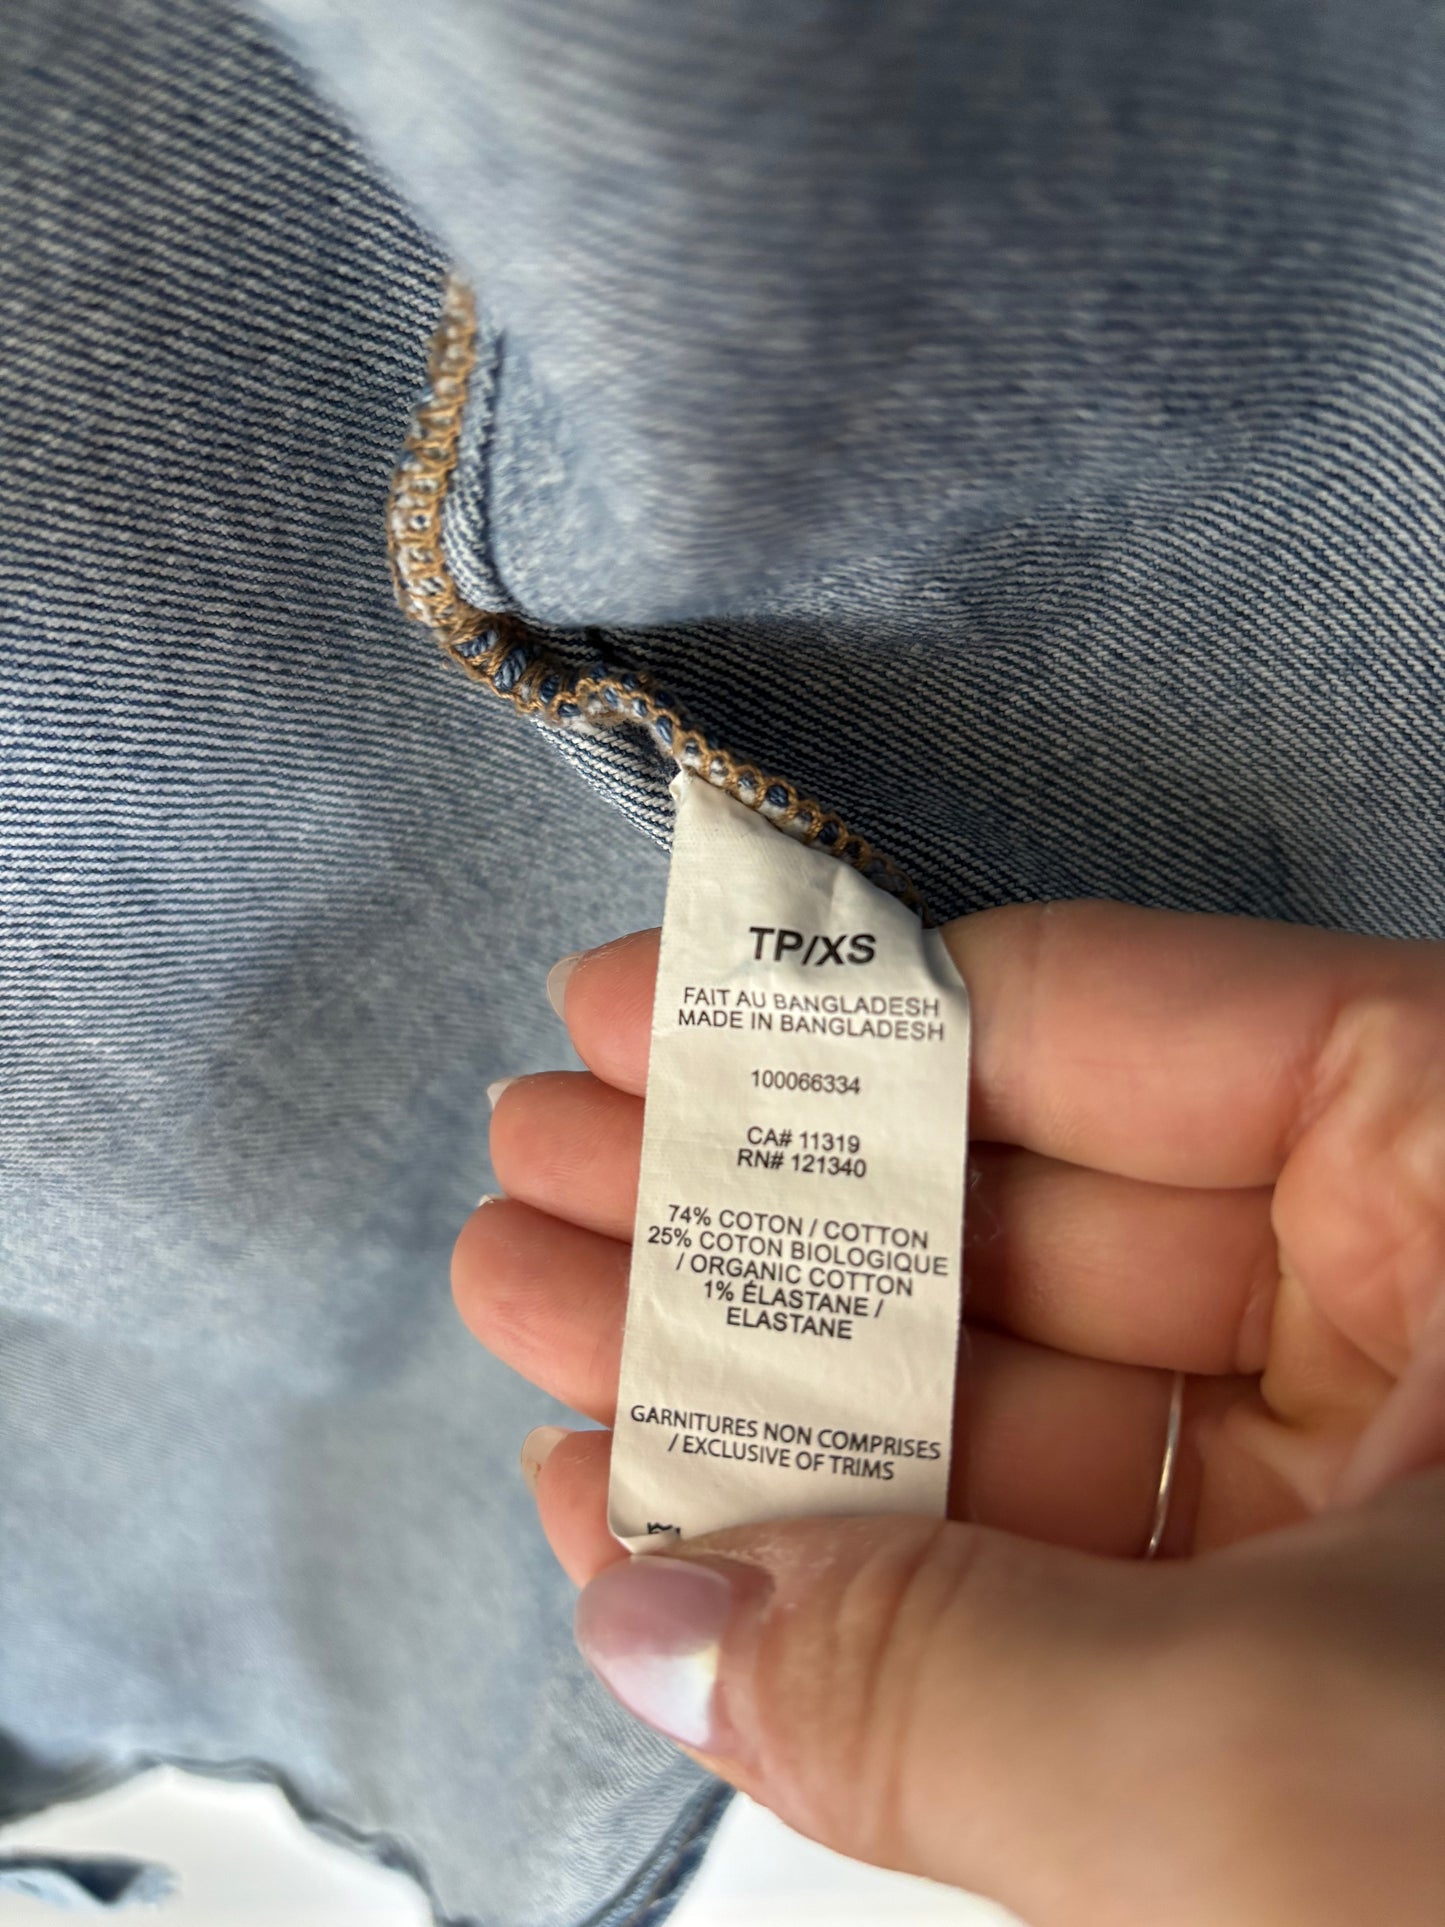 TP/XS
FAIT AU BANGLADESH
MADE IN BANGLADESH
100066334
CA# 11319
RN# 121340
74% COTON / COTTON
25% COTON BIOLOGIQUE
/ ORGANIC COTTON
1% ÉLASTANE /
ELASTANE
GARNITURES NON COMPRISES
/ EXCLUSIVE OF TRIMS